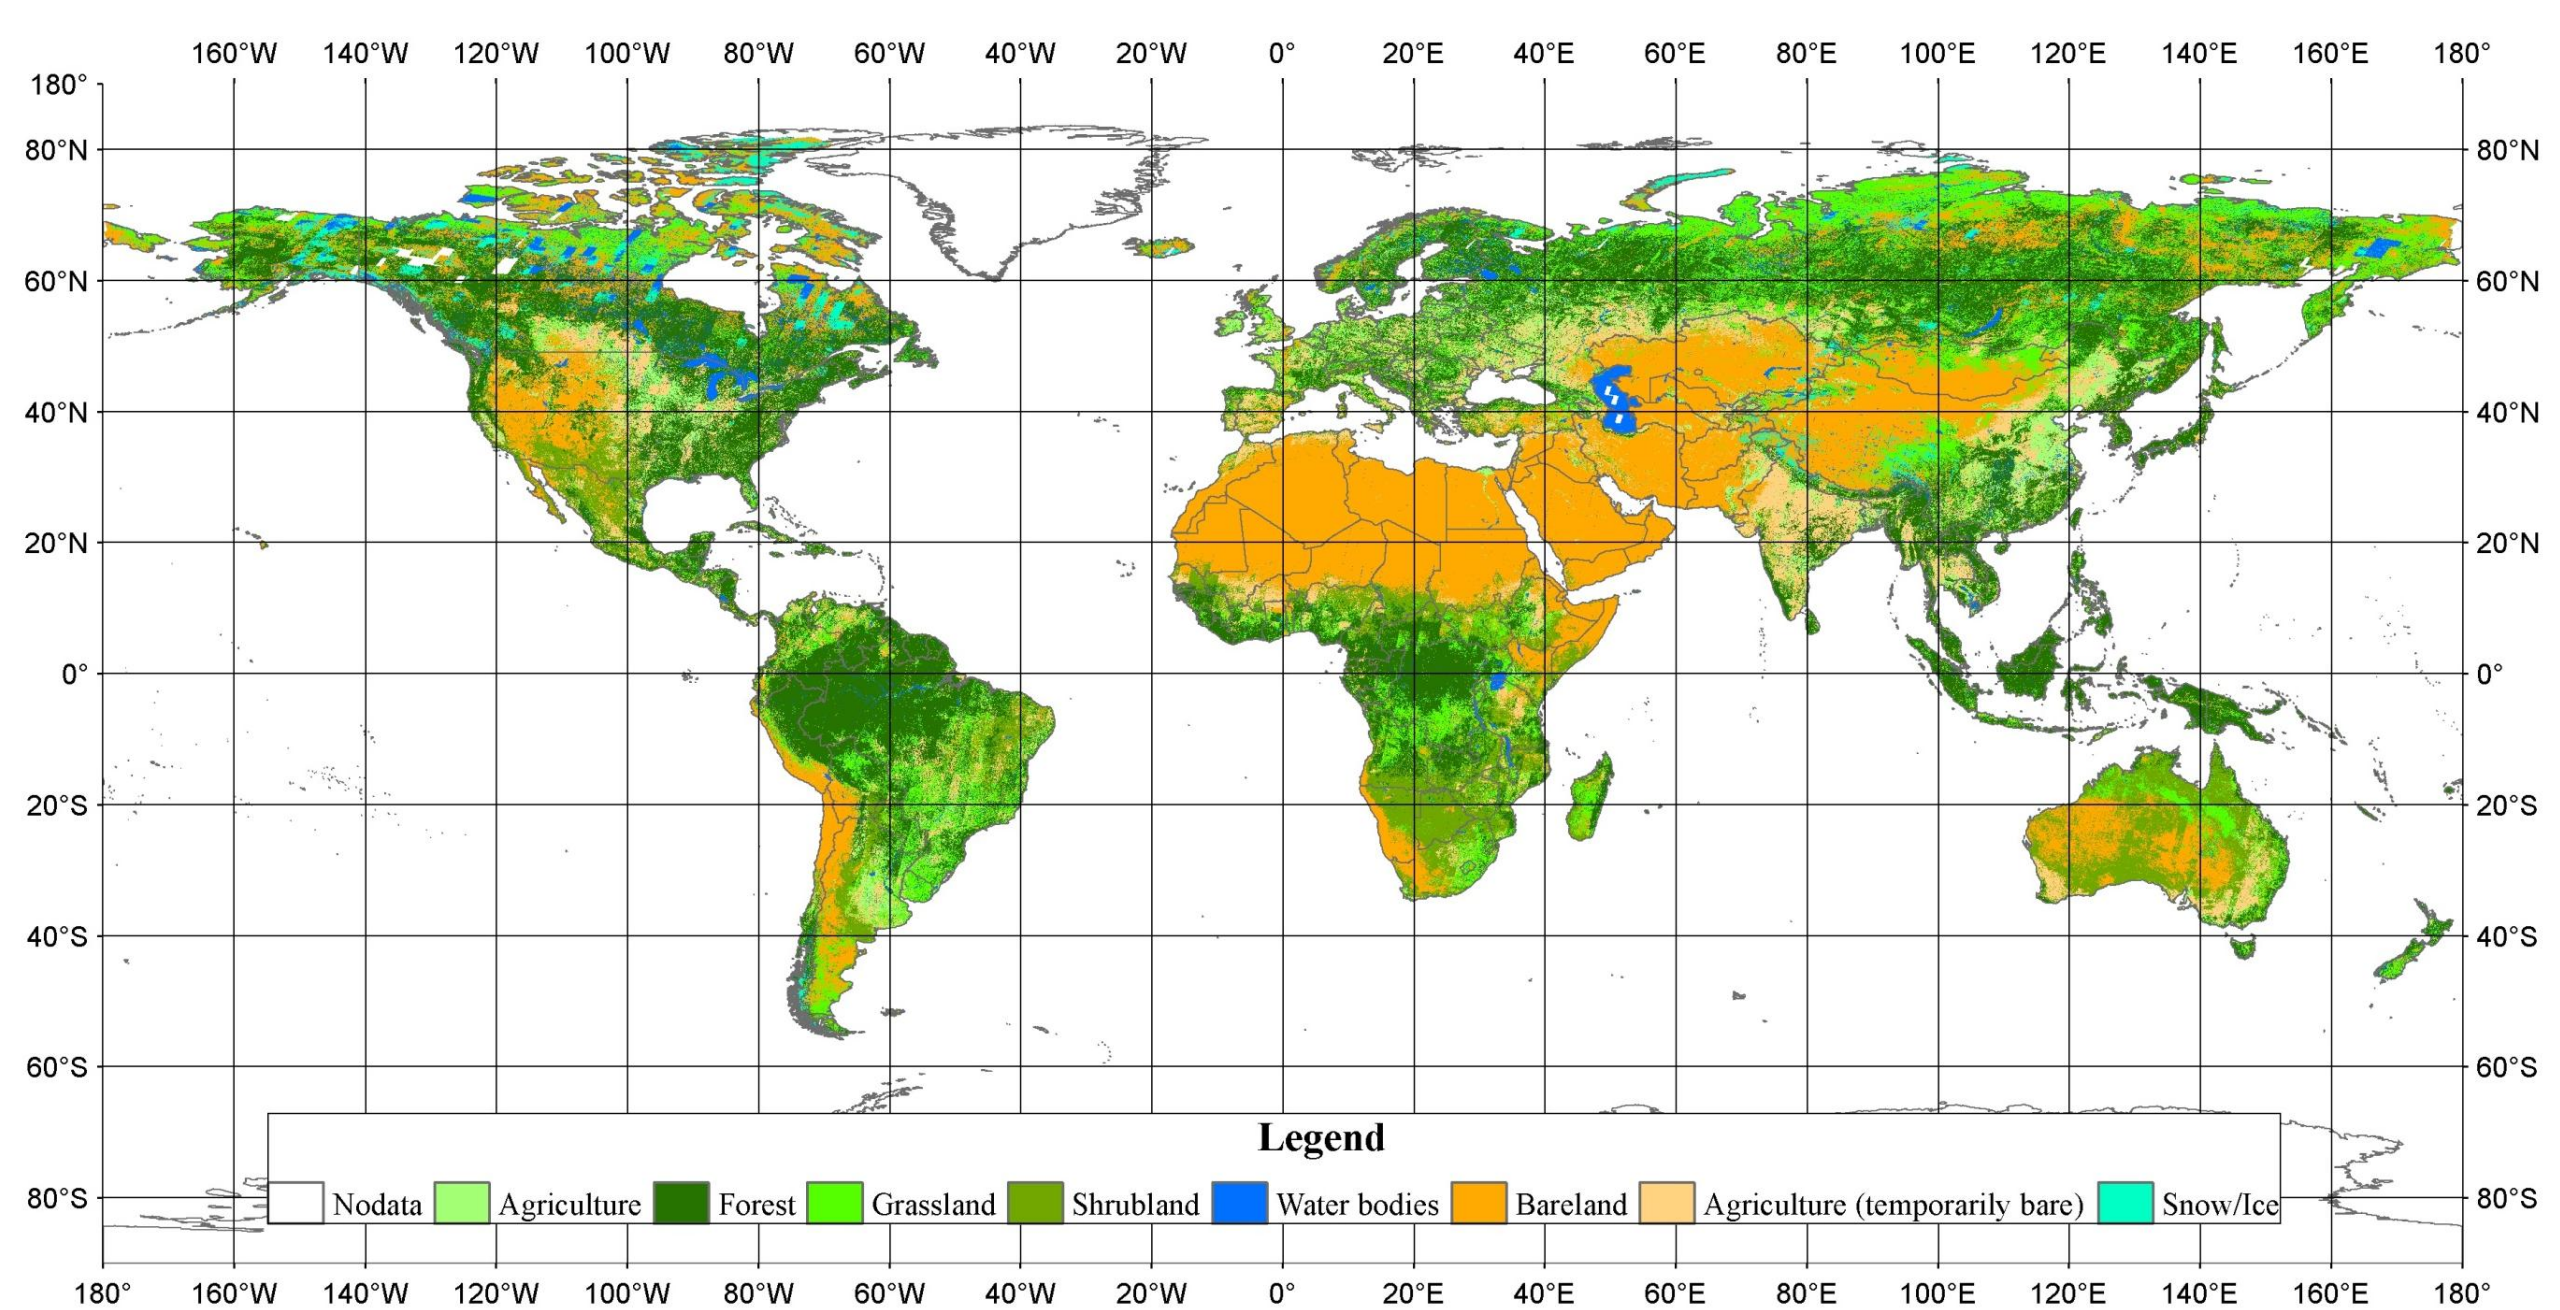 160°W 140°W 120°W 100°W 80°W 60°W 40°W 20°W 0° 20°E 40°E 60°E 80°E 100°E 120°E 140°E 160°E 180°
180°
80°N 80°N
60°N 60°N
40°N 40°N
20°N 20°N
0° 0°
20°S 20°S
40°S 40°S
60°S 60°S
Legend
80°S Nodata Agriculture Forest Grassland Shrubland Water bodies Bareland Agriculture (temporarily bare) Snow/Ice 80°S
180° 160°W 140°W 120°W 100°W 80°W 60°W 40°W 20°W 0° 20°E 40°E 60°E 80°E 100°E 120°E 140°E 160°E 180°